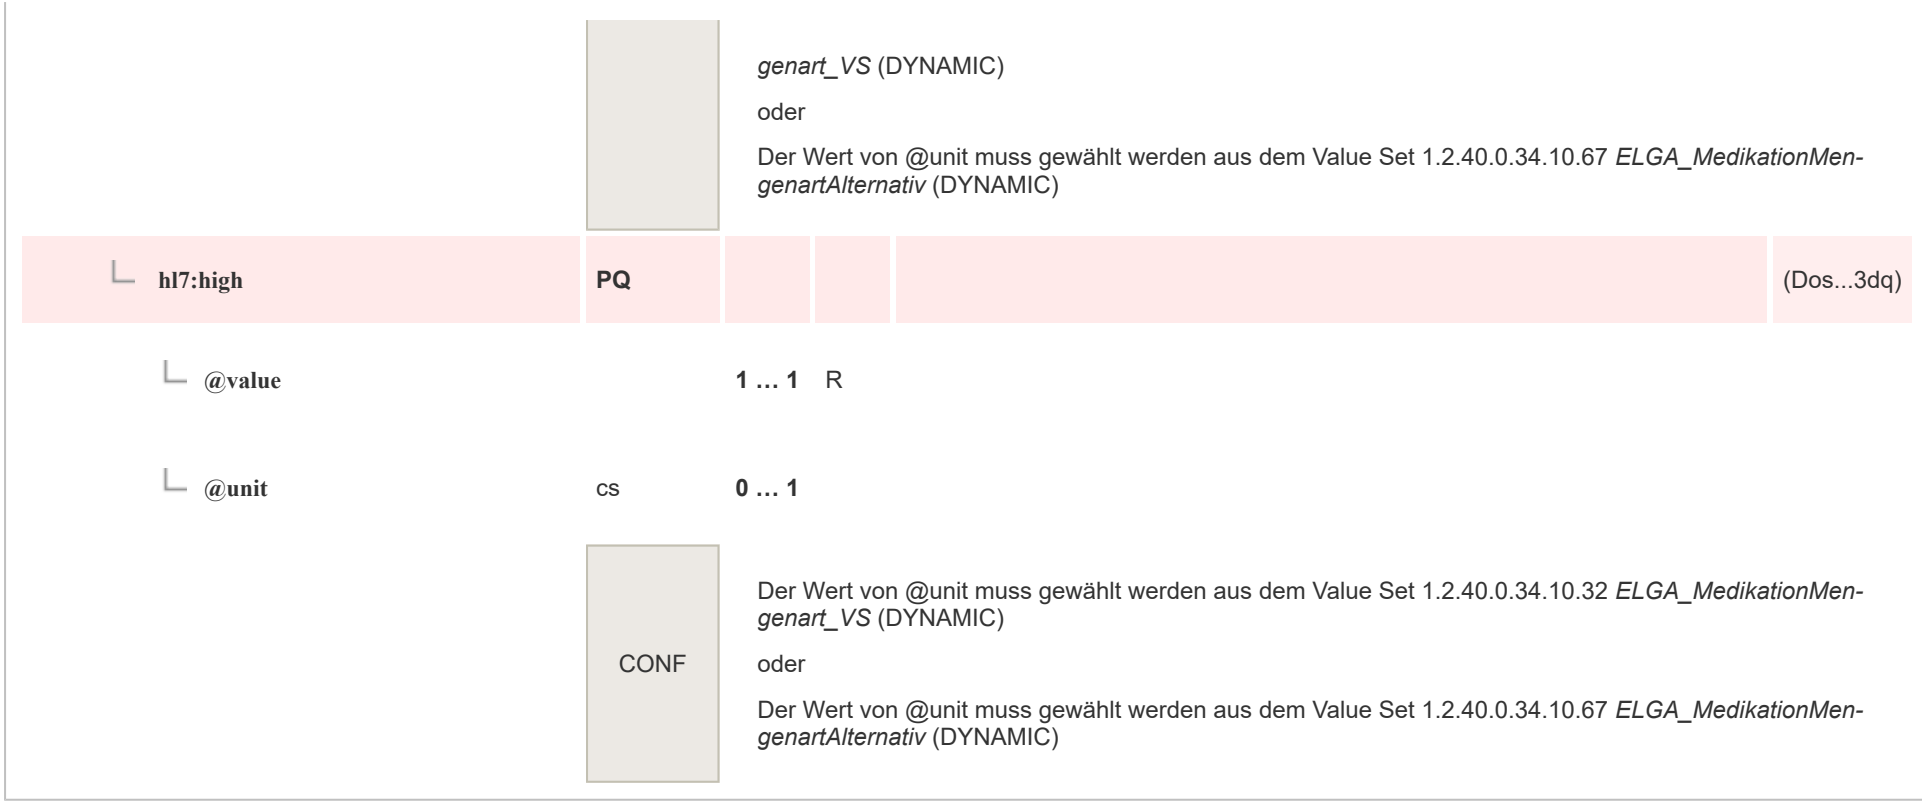 genart_VS (DYNAMIC)
oder
Der Wert von @unit muss gewählt werden aus dem Value Set 1.2.40.0.34.10.67 ELGA_MedikationMen-
genartAlternativ (DYNAMIC)
hl7:high PQ (Dos...3dq)
@value 1 … 1 R
@unit cs 0 … 1
CONF
Der Wert von @unit muss gewählt werden aus dem Value Set 1.2.40.0.34.10.32 ELGA_MedikationMen-
genart_VS (DYNAMIC)
oder
Der Wert von @unit muss gewählt werden aus dem Value Set 1.2.40.0.34.10.67 ELGA_MedikationMen-
genartAlternativ (DYNAMIC)